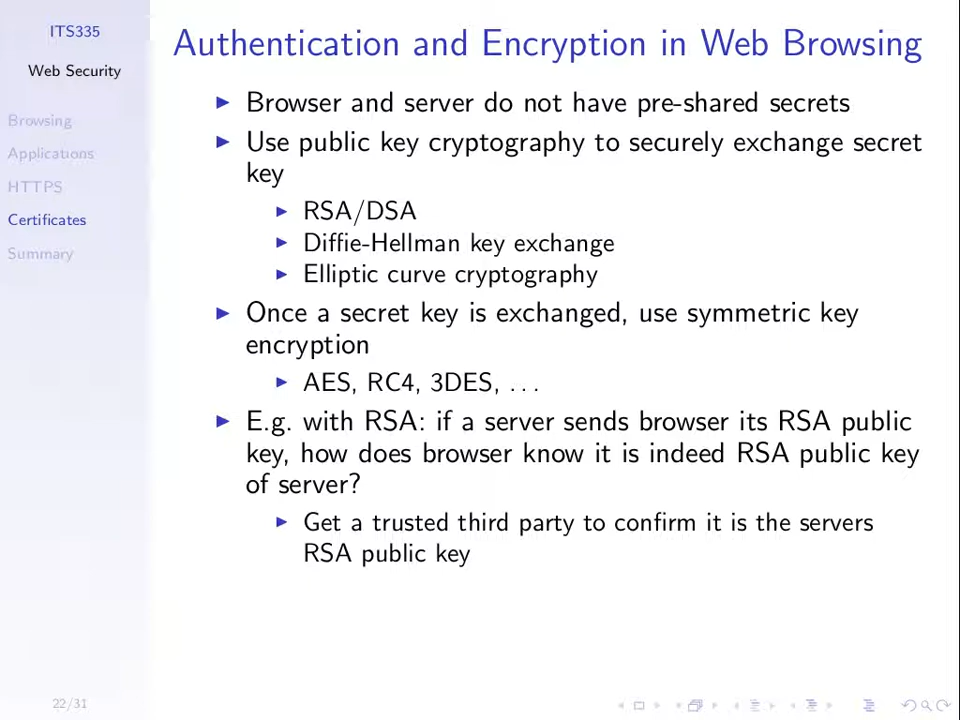 ITS335
Web Security
Browsing
Applications
HTTPS
Certificates
Summary
22/31
Authentication and Encryption in Web Browsing
Browser and server do not have pre-shared secrets
Use public key cryptography to securely exchange secret
key
RSA/DSA
Diffie-Hellman key exchange
Elliptic curve cryptography
Once a secret key is exchanged, use symmetric key
encryption
AES, RC4, 3DES, . . .
E.g. with RSA: if a server sends browser its RSA public
key, how does browser know it is indeed RSA public key
of server?
Get a trusted third party to confirm it is the servers
RSA public key